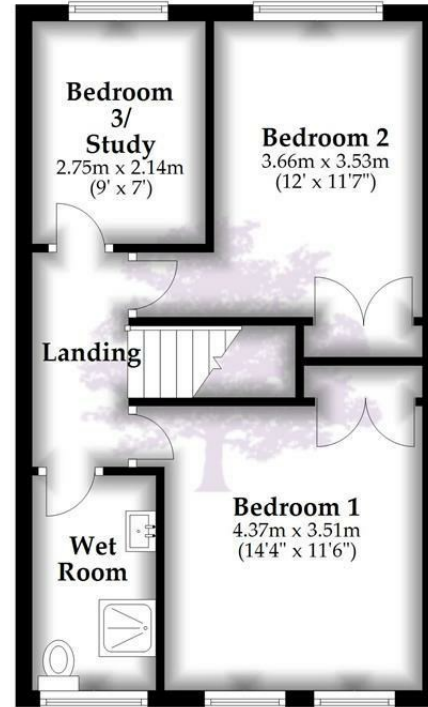 Bedroom
3/
Study
2.75m x 2.14m
(9' x 7')
Bedroom 2
3.66m x 3.53m
(12' x 11'7")
Landing
Bedroom 1
4.37m x 3.51m
(14'4" x 11'6")
Wet
Room